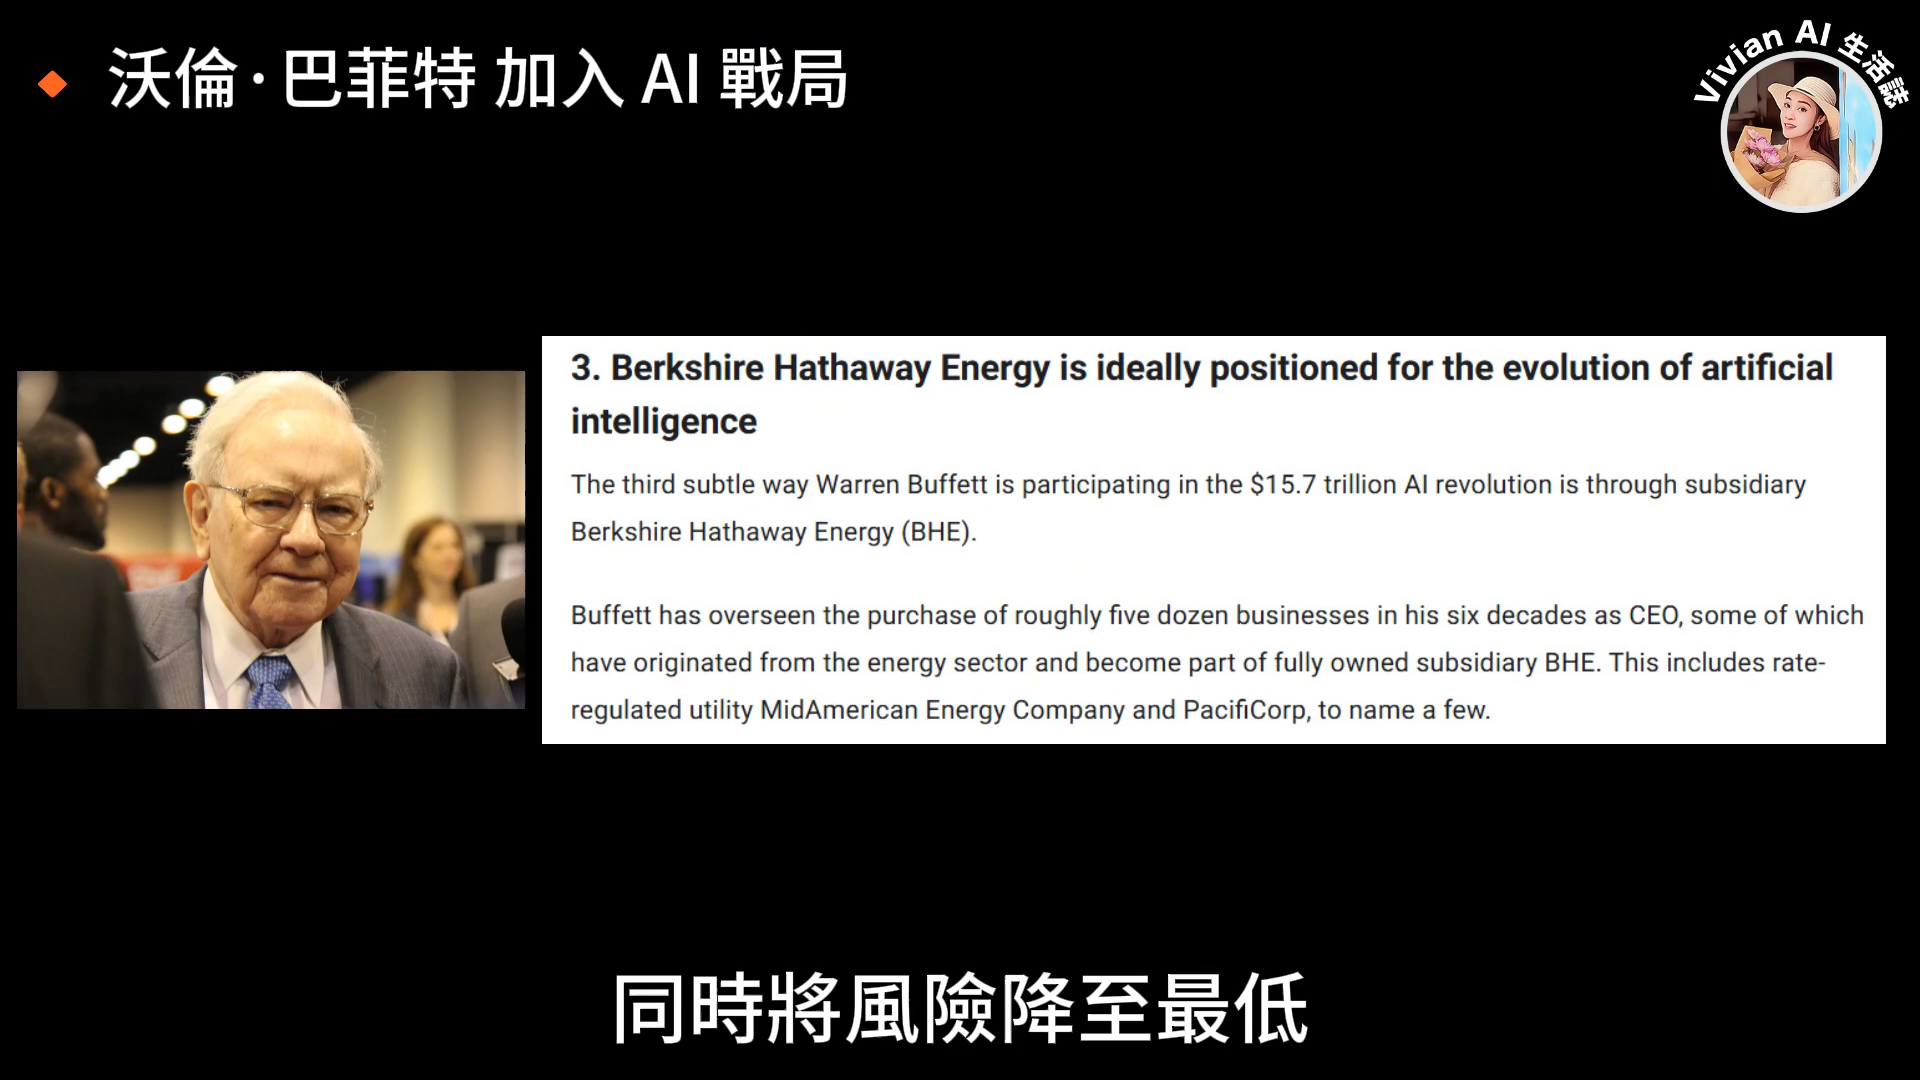 沃倫·巴菲特 加入 AI 戰局
Vivian AI 生活誌
3. Berkshire Hathaway Energy is ideally positioned for the evolution of artificial
intelligence
The third subtle way Warren Buffett is participating in the $15.7 trillion AI revolution is through subsidiary
Berkshire Hathaway Energy (BHE).
Buffett has overseen the purchase of roughly five dozen businesses in his six decades as CEO, some of which
have originated from the energy sector and become part of fully owned subsidiary BHE. This includes rate-
regulated utility MidAmerican Energy Company and PacifiCorp, to name a few.
同時將風險降至最低